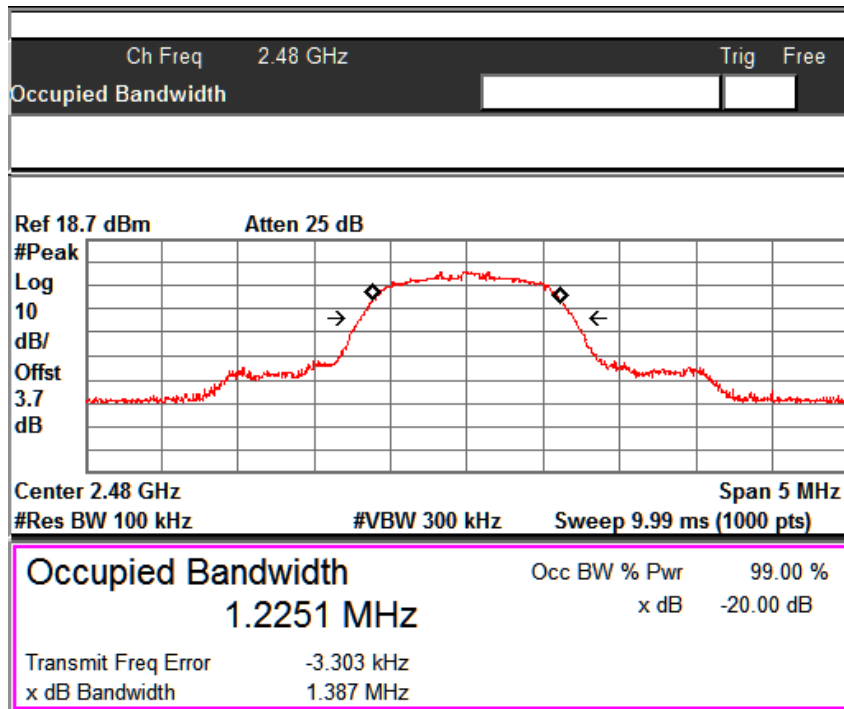 Ch Freq 2.48 GHz Trig Free
Occupied Bandwidth
Ref 18.7 dBm Atten 25 dB
#Peak
Log
10
dB/
Offst
3.7
dB
Center 2.48 GHz Span 5 MHz
#Res BW 100 kHz #VBW 300 kHz Sweep 9.99 ms (1000 pts)
Occupied Bandwidth Occ BW % Pwr 99.00 %
1.2251 MHz x dB -20.00 dB
Transmit Freq Error -3.303 kHz
x dB Bandwidth 1.387 MHz